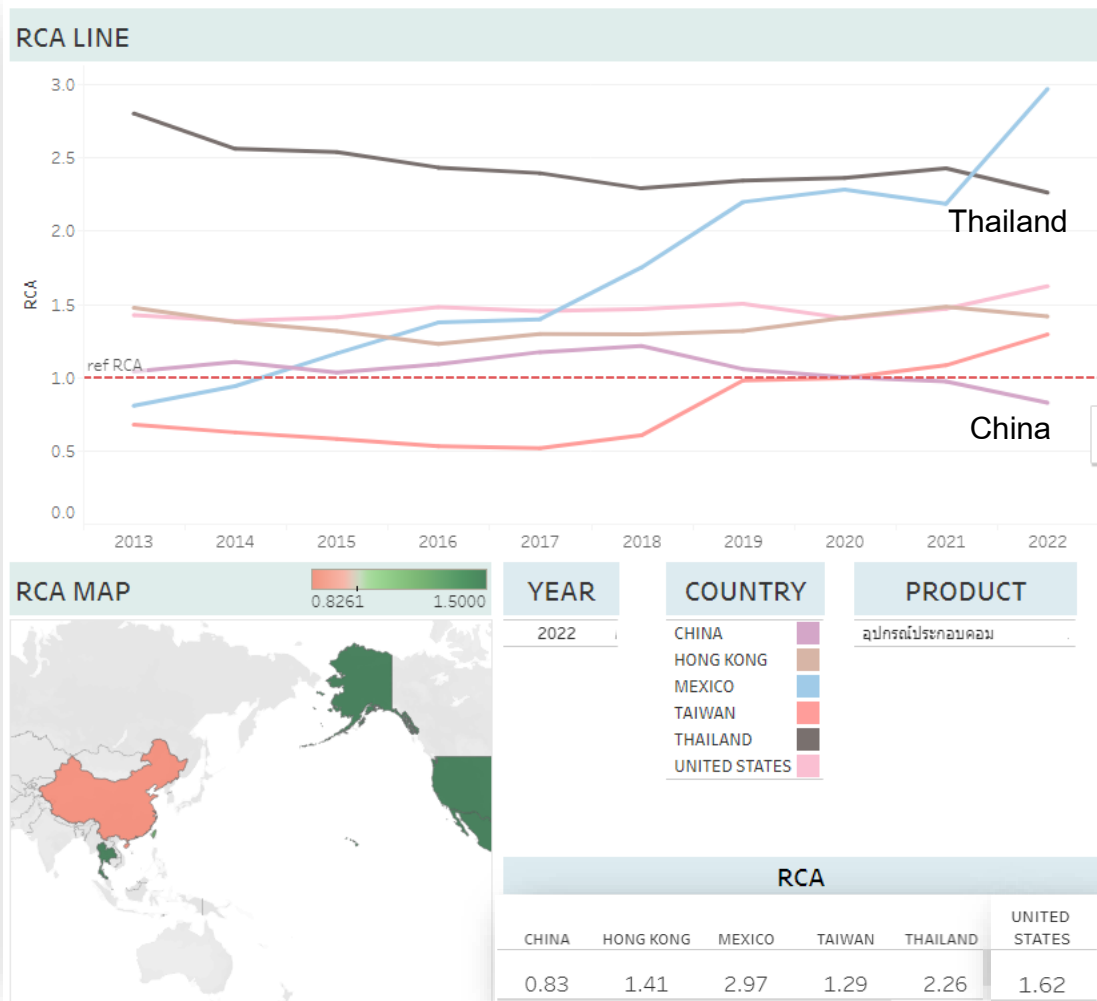 RCA LINE
3.0
2.5
2.0
1.5
1.0
0.5
0.0
RCA
ref RCA
Thailand
China
2013 2014 2015 2016 2017 2018 2019 2020 2021 2022
RCA MAP
0.8261 1.5000
YEAR
2022
COUNTRY
CHINA
HONG KONG
MEXICO
TAIWAN
THAILAND
UNITED STATES
PRODUCT
อุปกรณ์ประกอบคอม
RCA
CHINA HONG KONG MEXICO TAIWAN THAILAND UNITED STATES
0.83 1.41 2.97 1.29 2.26 1.62